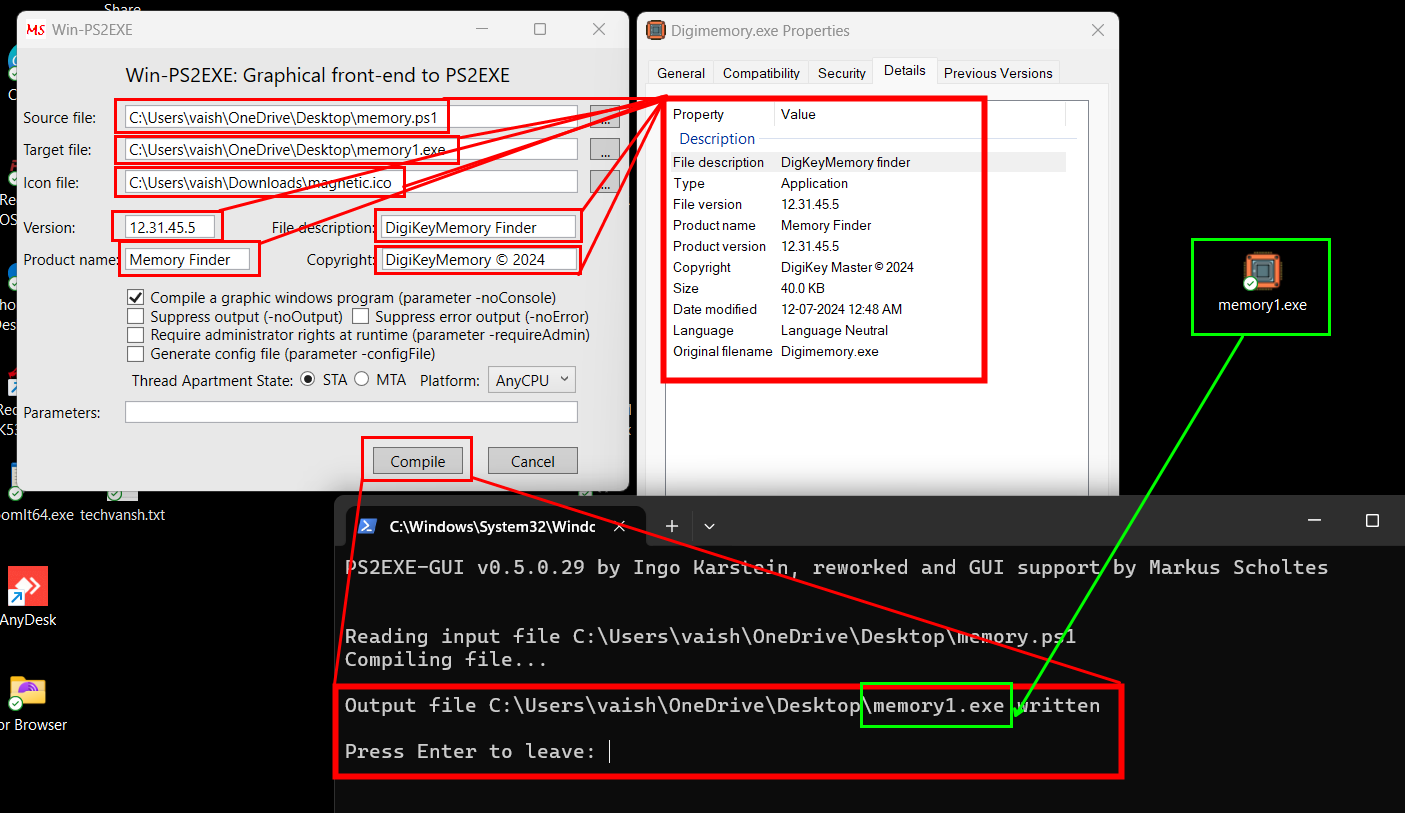 Share
MS Win-PS2EXE
Win-PS2EXE: Graphical front-end to PS2EXE
Source file: C:\Users\vaish\OneDrive\Desktop\memory.ps1 ...
Target file: C:\Users\vaish\OneDrive\Desktop\memory1.exe ...
Icon file: C:\Users\vaish\Downloads\magnetic.ico ...
Version: 12.31.45.5 File description: DigiKeyMemory Finder
Product name: Memory Finder Copyright: DigiKeyMemory © 2024
Compile a graphic windows program (parameter -noConsole)
Suppress output (-noOutput) Suppress error output (-noError)
Require administrator rights at runtime (parameter -requireAdmin)
Generate config file (parameter -configFile)
Thread Apartment State: STA MTA Platform: AnyCPU
Parameters:
Compile Cancel
Digimemory.exe Properties
General Compatibility Security Details Previous Versions
Property Value
Description
File description DigKeyMemory finder
Type Application
File version 12.31.45.5
Product name Memory Finder
Product version 12.31.45.5
Copyright DigiKey Master © 2024
Size 40.0 KB
Date modified 12-07-2024 12:48 AM
Language Language Neutral
Original filename Digimemory.exe
memory1.exe
oomIt64.exe techvansh.txt
AnyDesk
or Browser
C:\Windows\System32\Windc
PS2EXE-GUI v0.5.0.29 by Ingo Karstein, reworked and GUI support by Markus Scholtes
Reading input file C:\Users\vaish\OneDrive\Desktop\memory.ps1
Compiling file...
Output file C:\Users\vaish\OneDrive\Desktop\memory1.exe written
Press Enter to leave: